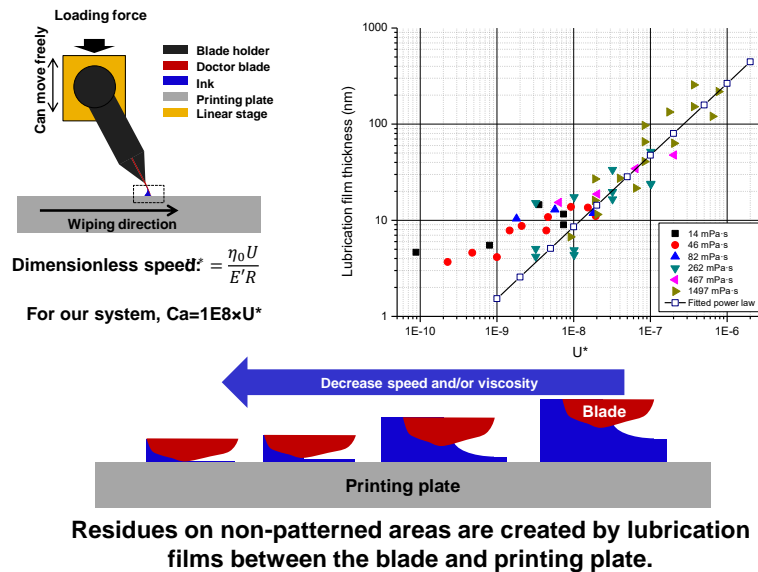 Loading force
Can move freely
Blade holder
Doctor blade
Ink
Printing plate
Linear stage
Wiping direction
Dimensionless speed: U* = η₀U / E′R
For our system, Ca=1E8×U*
Lubrication film thickness (nm)
1000
100
10
1
1E-10
1E-9
1E-8
1E-7
1E-6
U*
14 mPa·s
46 mPa·s
82 mPa·s
262 mPa·s
467 mPa·s
1497 mPa·s
Fitted power law
Decrease speed and/or viscosity
Blade
Printing plate
Residues on non-patterned areas are created by lubrication
films between the blade and printing plate.